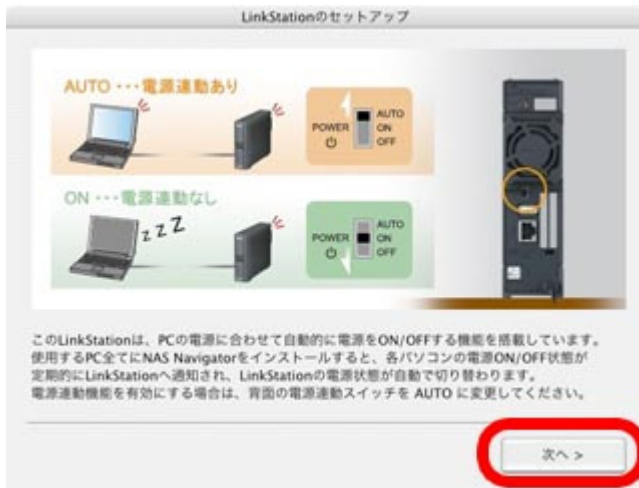 LinkStationのセットアップ
AUTO ･･･電源連動あり
AUTO
POWER ON
OFF
ON ･･･電源連動なし
z z Z
AUTO
POWER ON
OFF
このLinkStationは、PCの電源に合わせて自動的に電源をON/OFFする機能を搭載しています。
使用するPC全てにNAS Navigatorをインストールすると、各パソコンの電源ON/OFF状態が
定期的にLinkStationへ通知され、LinkStationの電源状態が自動で切り替わります。
電源連動機能を有効にする場合は、背面の電源連動スイッチを AUTO に変更してください。
次へ >